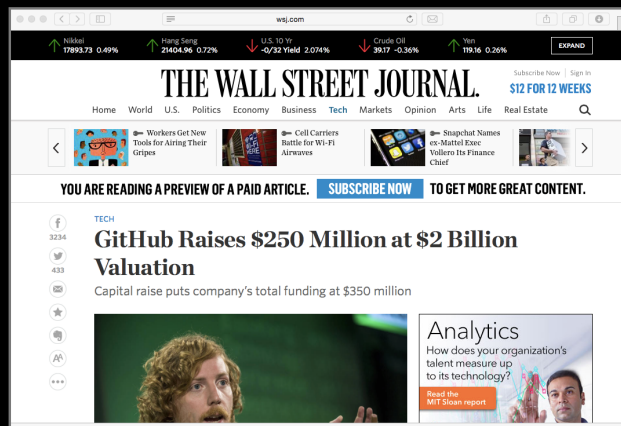 wsj.com
Nikkei
17893.73 0.49%
Hang Seng
21404.96 0.72%
U.S. 10 Yr
-0/32 Yield 2.074%
Crude Oil
39.17 -0.36%
Yen
119.16 0.26%
EXPAND
THE WALL STREET JOURNAL.
Subscribe Now | Sign In
$12 FOR 12 WEEKS
Home World U.S. Politics Economy Business Tech Markets Opinion Arts Life Real Estate
Workers Get New
Tools for Airing Their
Gripes
Cell Carriers
Battle for Wi-Fi
Airwaves
Snapchat Names
ex-Mattel Exec
Vollero Its Finance
Chief
YOU ARE READING A PREVIEW OF A PAID ARTICLE. SUBSCRIBE NOW TO GET MORE GREAT CONTENT.
3234
433
AA
TECH
GitHub Raises $250 Million at $2 Billion
Valuation
Capital raise puts company's total funding at $350 million
Analytics
How does your organization's
talent measure up
to its technology?
Read the
MIT Sloan report